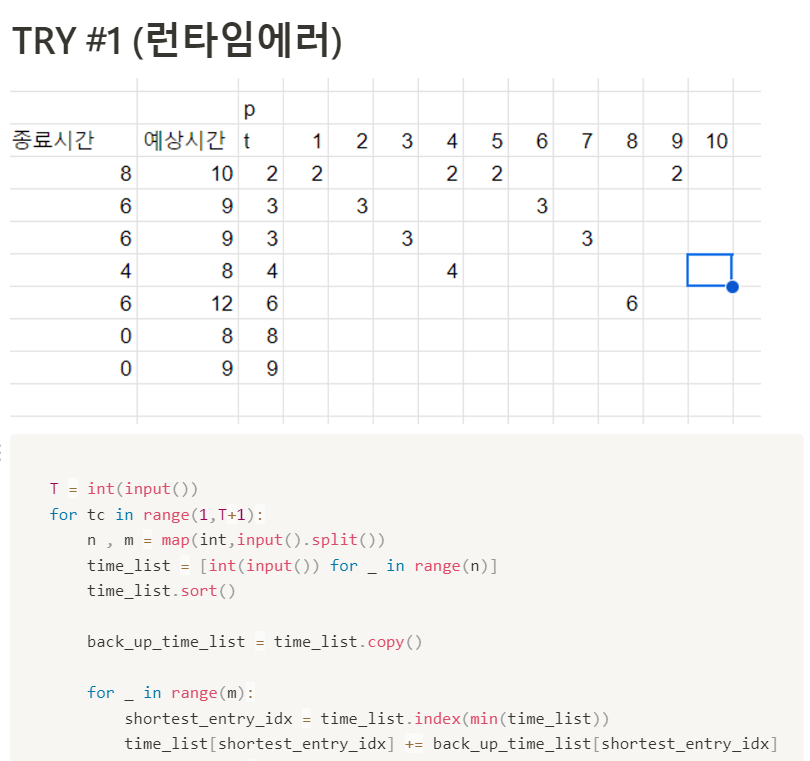 TRY #1 (런타임에러)
p
종료시간 예상시간 t 1 2 3 4 5 6 7 8 9 10
8 10 2 2 2 2 2
6 9 3 3 3
6 9 3 3 3
4 8 4 4
6 12 6 6
0 8 8
0 9 9
T = int(input())
for tc in range(1,T+1):
n , m = map(int,input().split())
time_list = [int(input()) for _ in range(n)]
time_list.sort()
back_up_time_list = time_list.copy()
for _ in range(m):
shortest_entry_idx = time_list.index(min(time_list))
time_list[shortest_entry_idx] += back_up_time_list[shortest_entry_idx]